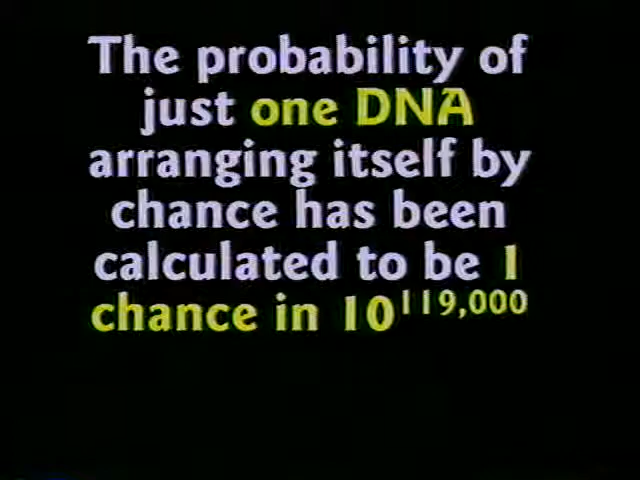 The probability of
just one DNA
arranging itself by
chance has been
calculated to be 1
chance in 10¹¹⁹,⁰⁰⁰